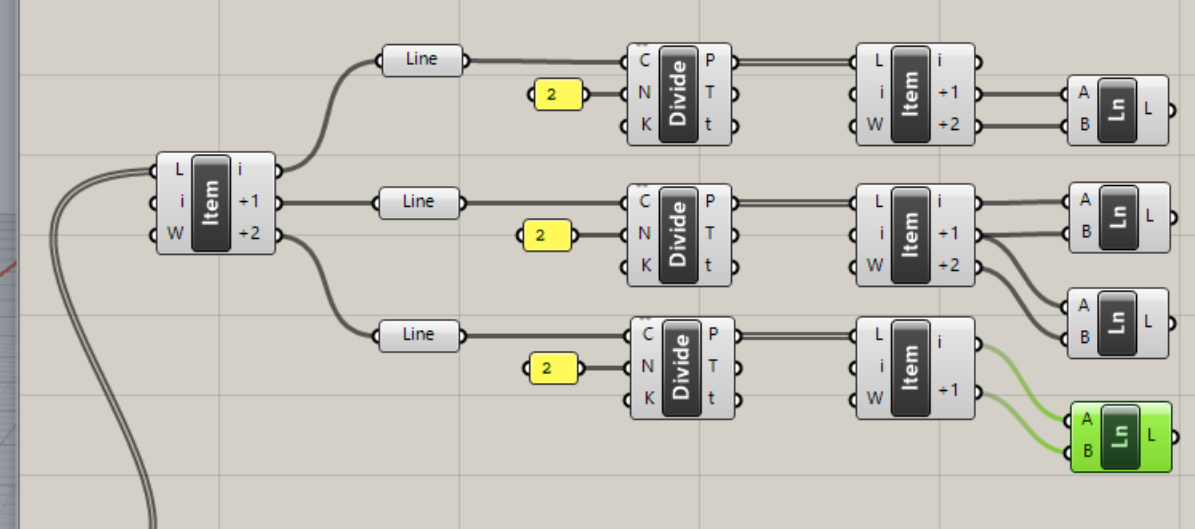 L i
i Item +1
W +2
Line
2
C P
N Divide T
K t
L i
i Item +1
W +2
A
Ln L
B
Line
2
C P
N Divide T
K t
L i
i Item +1
W +2
A
Ln L
B
A
Ln L
B
Line
2
C P
N Divide T
K t
L i
i Item
W +1
A
Ln L
B